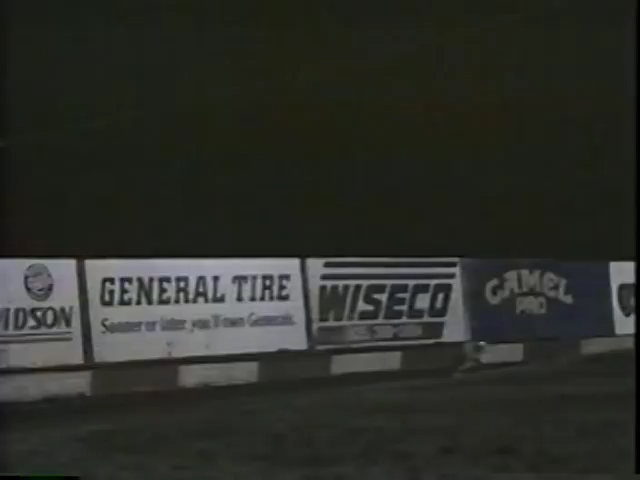 IDSON
GENERAL TIRE
Sooner or later, you'll own Generals.
WISECO
CAMEL
PRO